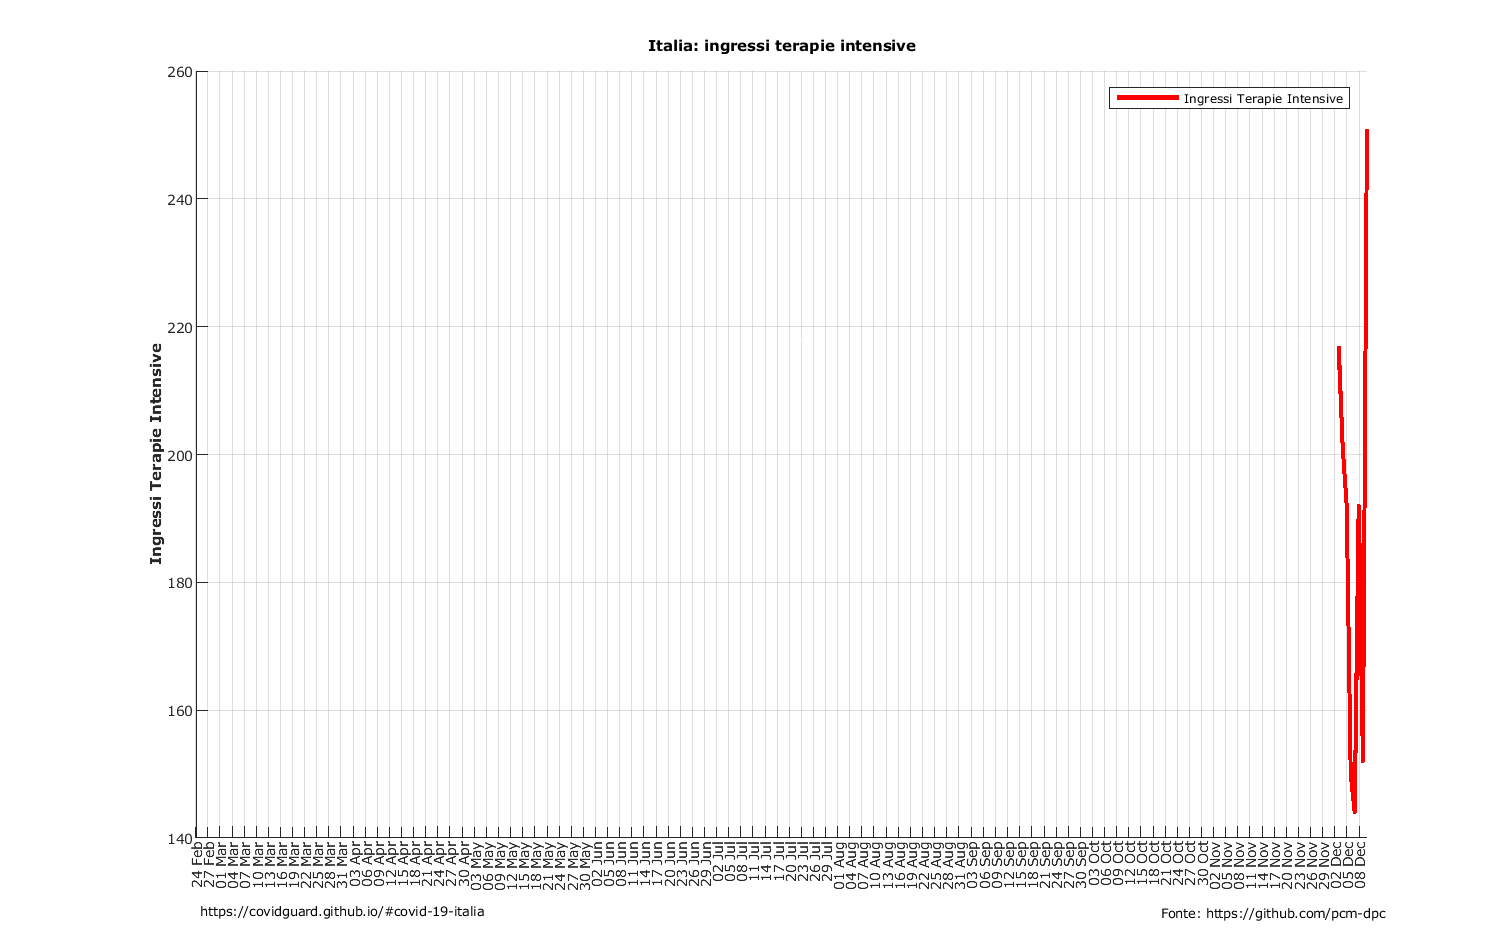 Italia: ingressi terapie intensive
Ingressi Terapie Intensive
Ingressi Terapie Intensive
260
240
220
200
180
160
140
24 Feb
27 Feb
01 Mar
04 Mar
07 Mar
10 Mar
13 Mar
16 Mar
19 Mar
22 Mar
25 Mar
28 Mar
31 Mar
03 Apr
06 Apr
09 Apr
12 Apr
15 Apr
18 Apr
21 Apr
24 Apr
27 Apr
30 Apr
03 May
06 May
09 May
12 May
15 May
18 May
21 May
24 May
27 May
30 May
02 Jun
05 Jun
08 Jun
11 Jun
14 Jun
17 Jun
20 Jun
23 Jun
26 Jun
29 Jun
02 Jul
05 Jul
08 Jul
11 Jul
14 Jul
17 Jul
20 Jul
23 Jul
26 Jul
29 Jul
01 Aug
04 Aug
07 Aug
10 Aug
13 Aug
16 Aug
19 Aug
22 Aug
25 Aug
28 Aug
31 Aug
03 Sep
06 Sep
09 Sep
12 Sep
15 Sep
18 Sep
21 Sep
24 Sep
27 Sep
30 Sep
03 Oct
06 Oct
09 Oct
12 Oct
15 Oct
18 Oct
21 Oct
24 Oct
27 Oct
30 Oct
02 Nov
05 Nov
08 Nov
11 Nov
14 Nov
17 Nov
20 Nov
23 Nov
26 Nov
29 Nov
02 Dec
05 Dec
08 Dec
https://covidguard.github.io/#covid-19-italia
Fonte: https://github.com/pcm-dpc